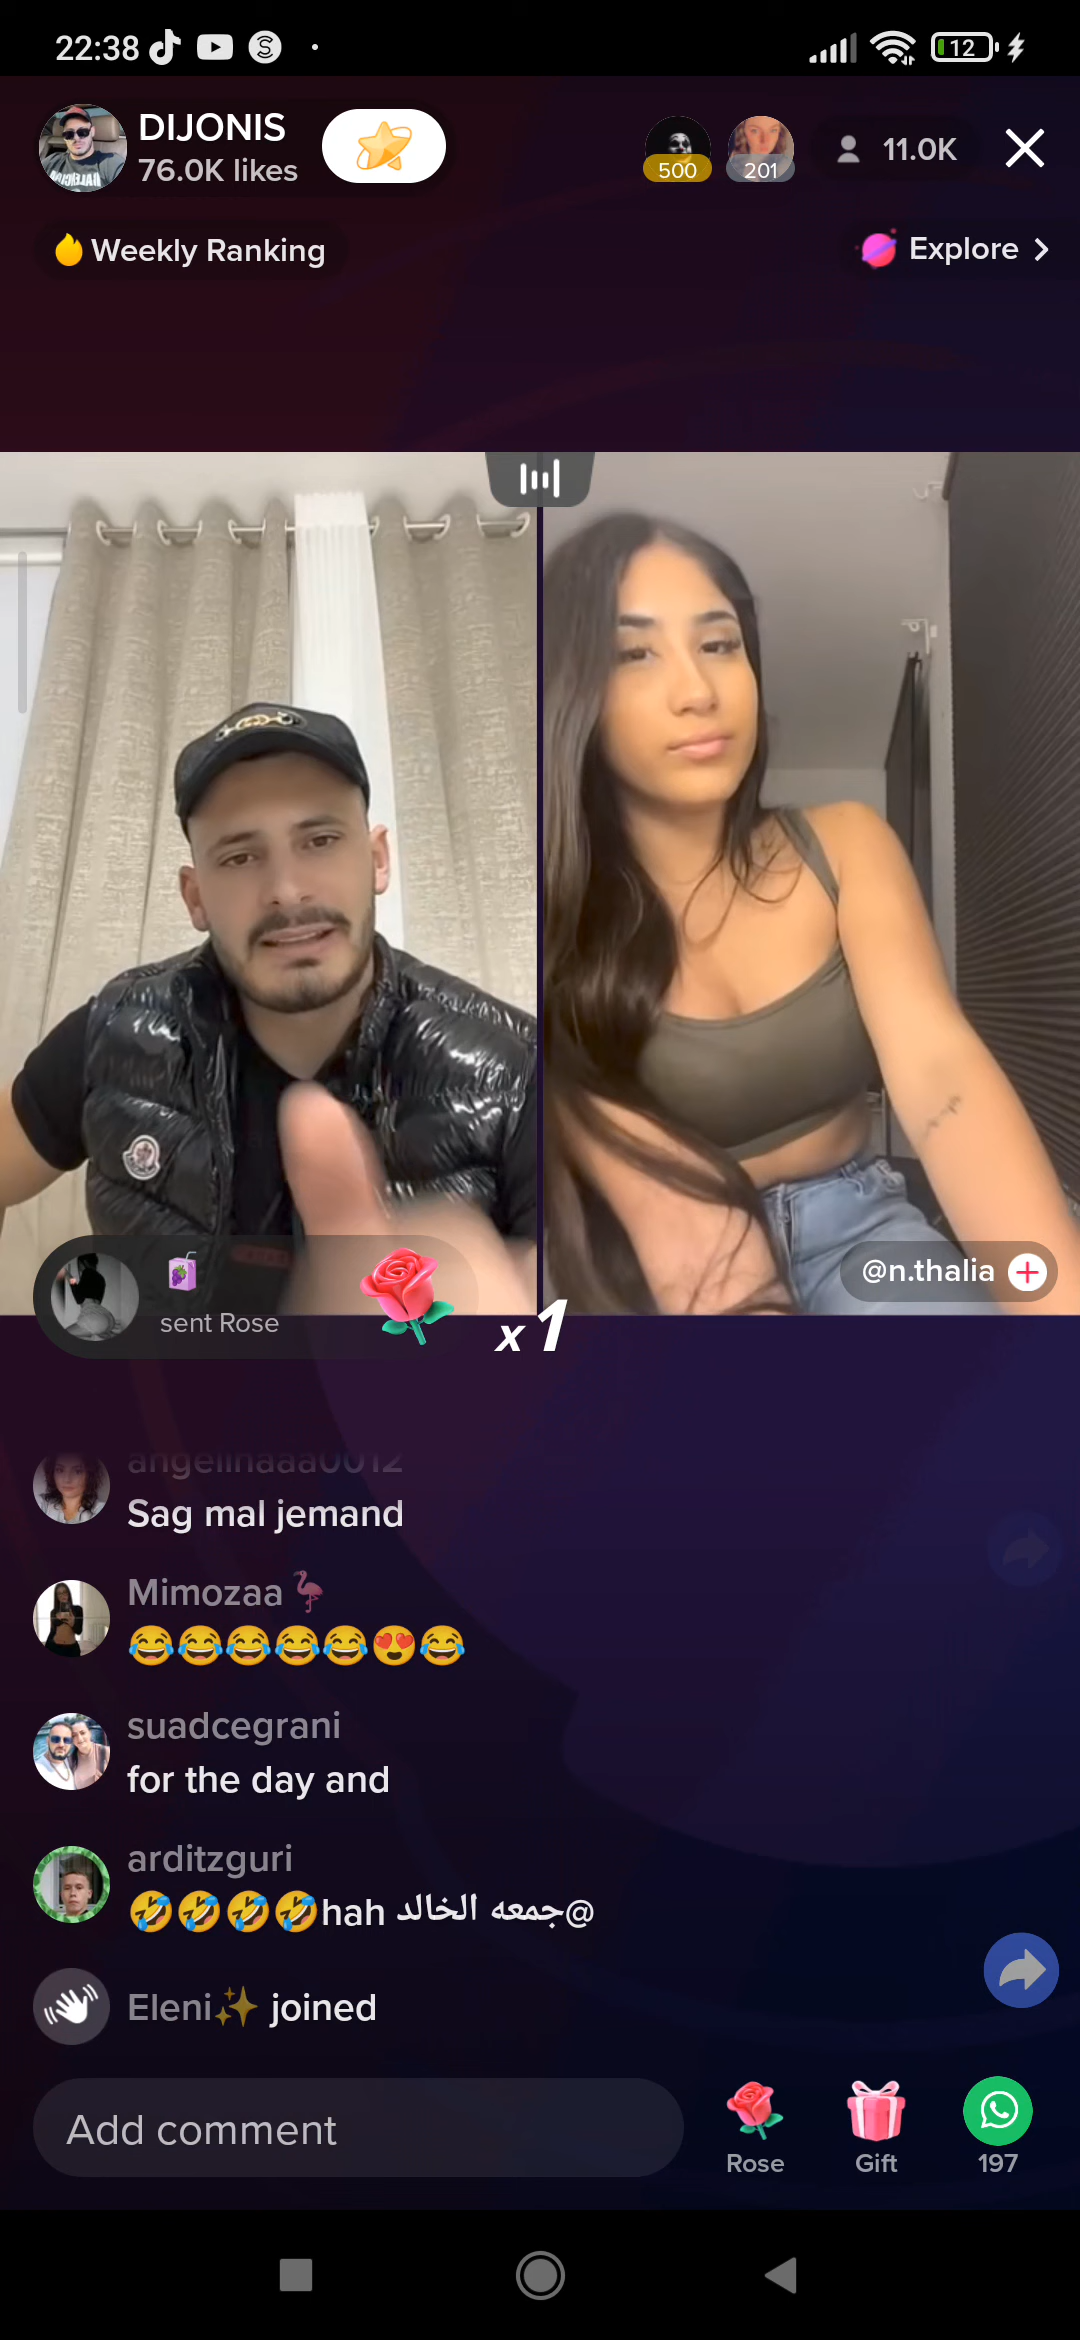 22:38
12
DIJONIS
76.0K likes
500
201
11.0K
Weekly Ranking
Explore
@n.thalia
sent Rose
x1
angelinaaa0012
Sag mal jemand
Mimozaa🦩
😂😂😂😂😂😍😂
suadcegrani
for the day and
arditzguri
🤣🤣🤣🤣hah جمعه الخالد@
Eleni✨ joined
Add comment
Rose
Gift
197